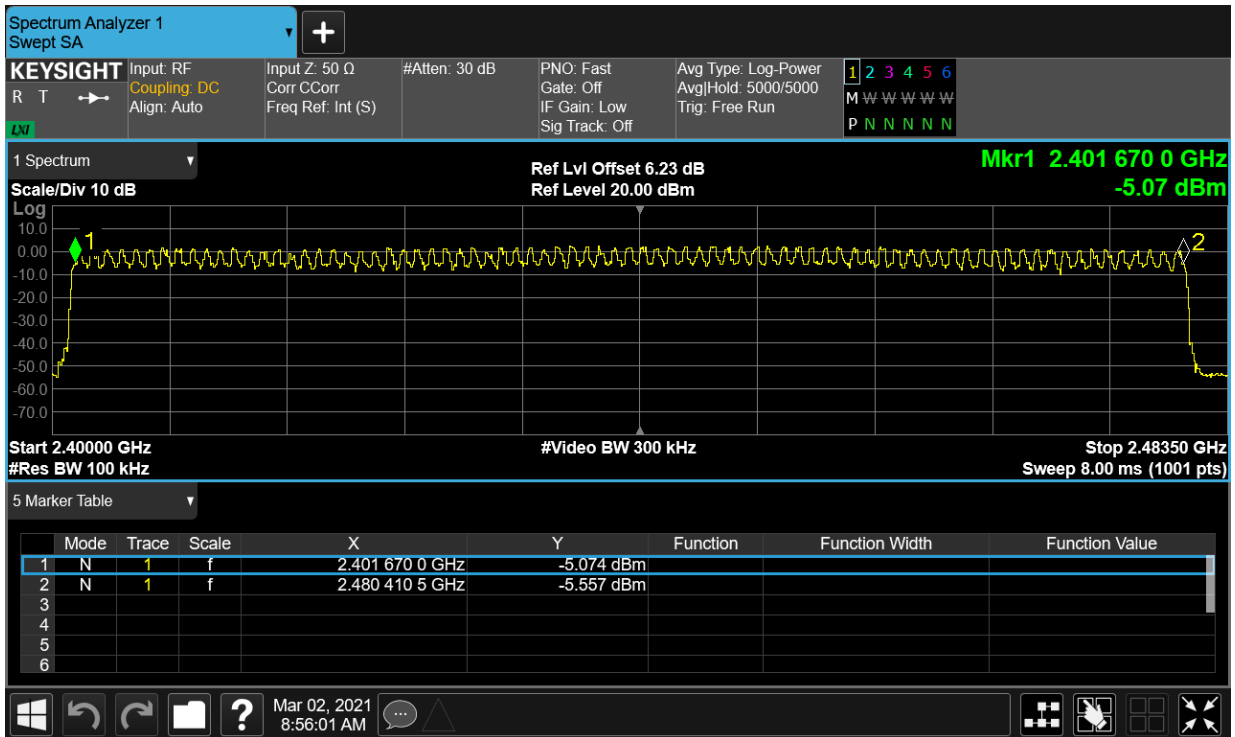 Spectrum Analyzer 1
Swept SA
+
KEYSIGHT Input: RF Input Z: 50 Ω #Atten: 30 dB PNO: Fast Avg Type: Log-Power 1 2 3 4 5 6
R T Coupling: DC Corr CCorr Gate: Off Avg|Hold: 5000/5000 M W W W W W
Align: Auto Freq Ref: Int (S) IF Gain: Low Trig: Free Run P N N N N N
LXI Sig Track: Off
1 Spectrum Ref Lvl Offset 6.23 dB Mkr1 2.401 670 0 GHz
Scale/Div 10 dB Ref Level 20.00 dBm -5.07 dBm
Log
10.0
1 2
0.00
-10.0
-20.0
-30.0
-40.0
-50.0
-60.0
-70.0
Start 2.40000 GHz #Video BW 300 kHz Stop 2.48350 GHz
#Res BW 100 kHz Sweep 8.00 ms (1001 pts)
5 Marker Table
Mode Trace Scale X Y Function Function Width Function Value
1 N 1 f 2.401 670 0 GHz -5.074 dBm
2 N 1 f 2.480 410 5 GHz -5.557 dBm
3
4
5
6
? Mar 02, 2021
8:56:01 AM